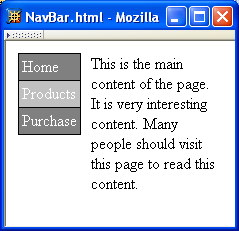 NavBar.html - Mozilla
Home
Products
Purchase
This is the main
content of the page.
It is very interesting
content. Many
people should visit
this page to read this
content.